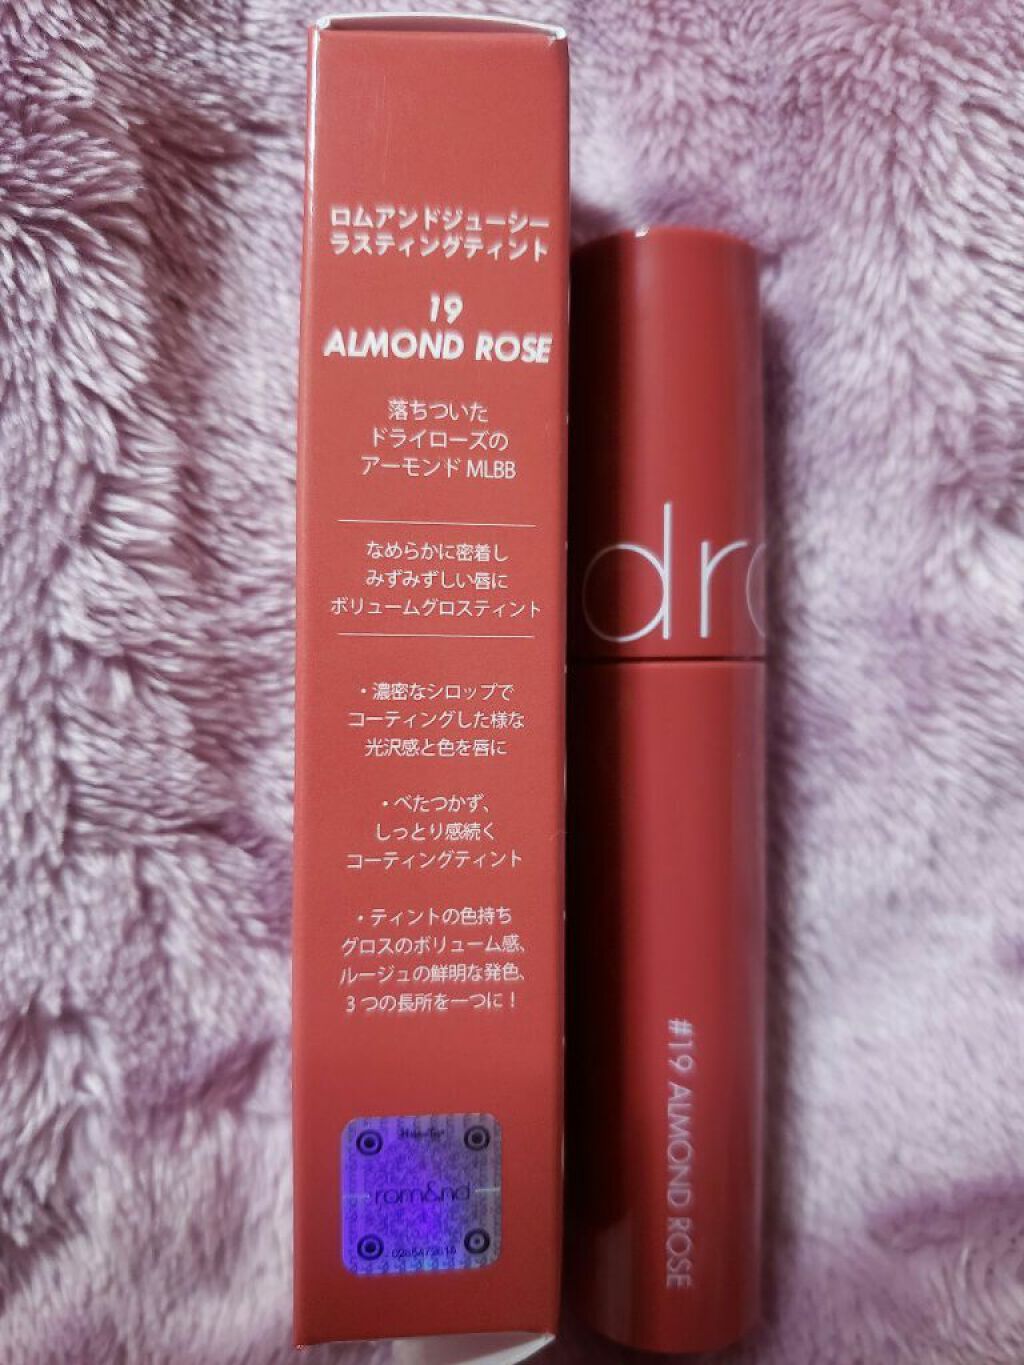 ロムアンドジューシー
ラスティングティント
19
ALMOND ROSE
落ちついた
ドライローズの
アーモンド MLBB
なめらかに密着し
みずみずしい唇に
ボリュームグロスティント
・濃密なシロップで
コーティングした様な
光沢感と色を唇に
・べたつかず、
しっとり感続く
コーティングティント
・ティントの色持ち
グロスのボリューム感、
ルージュの鮮明な発色、
3つの長所を一つに！
rom&nd
dro
#19 ALMOND ROSE